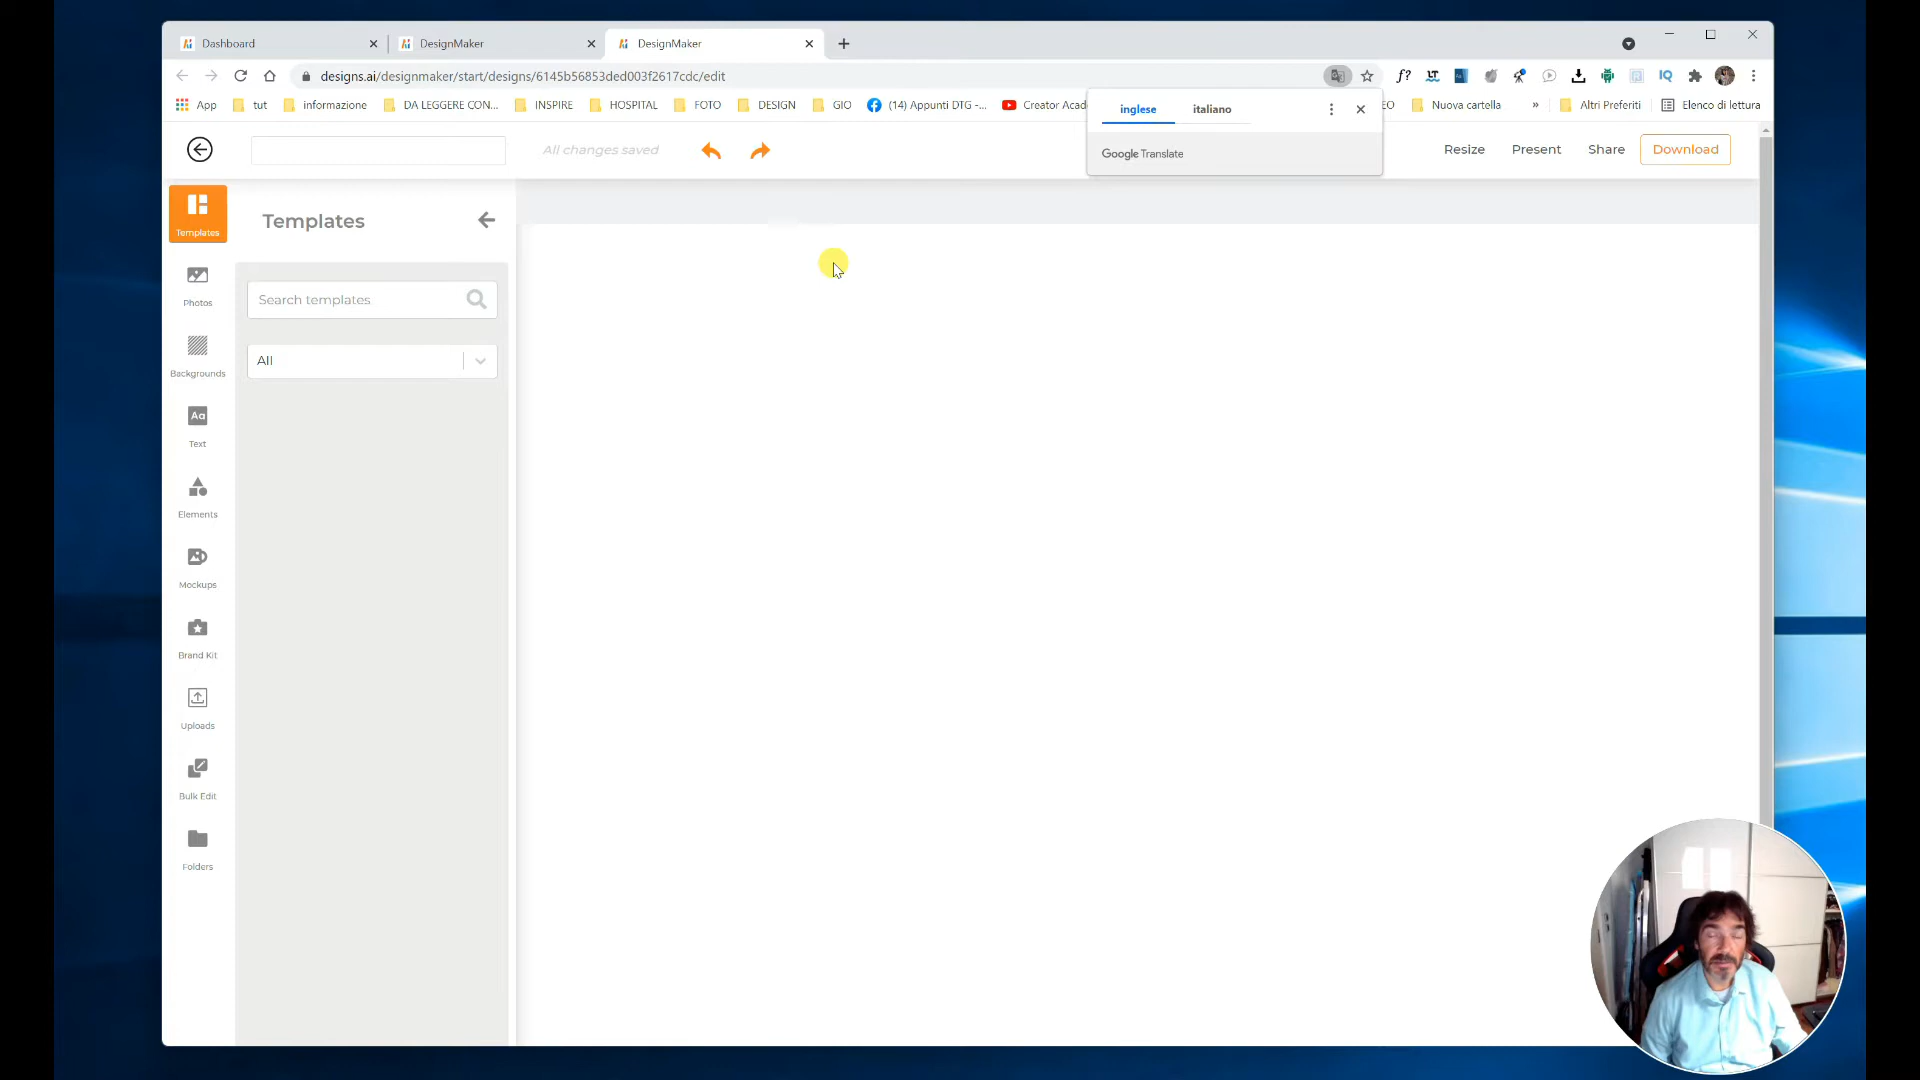 Dashboard
DesignMaker
DesignMaker
designs.ai/designmaker/start/designs/6145b56853ded003f2617cdc/edit
f?
IQ
App
tut
informazione
DA LEGGERE CON...
INSPIRE
HOSPITAL
FOTO
DESIGN
GIO
(14) Appunti DTG -...
Creator Acad
EO
Nuova cartella
»
Altri Preferiti
Elenco di lettura
inglese
italiano
Google Translate
All changes saved
Resize
Present
Share
Download
Templates
Templates
Search templates
All
Photos
Backgrounds
Aa
Text
Elements
Mockups
Brand Kit
Uploads
Bulk Edit
Folders